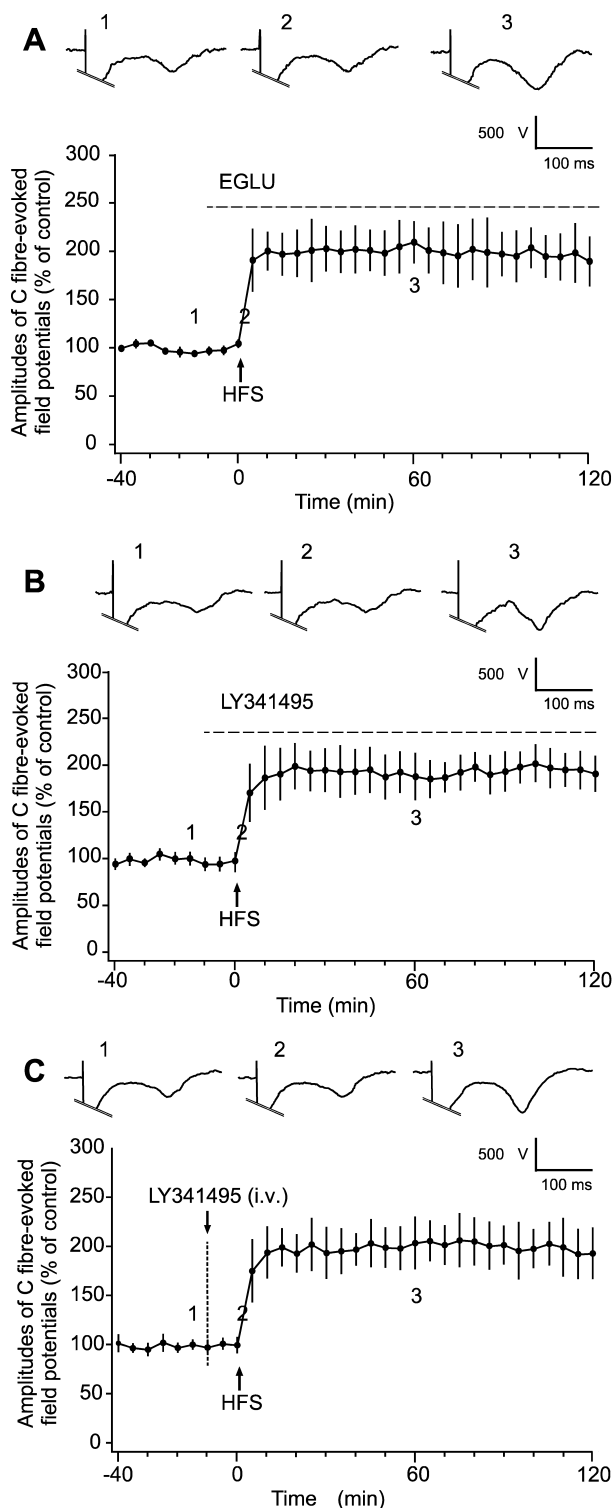 A
1 2 3
500 V
100 ms
300
250
200
150
100
50
0
Amplitudes of C fibre-evoked
field potentials (% of control)
EGLU
1
2
3
HFS
-40 0 60 120
Time (min)
B
1 2 3
500 V
100 ms
300
250
200
150
100
50
0
Amplitudes of C fibre-evoked
field potentials (% of control)
LY341495
1
2
3
HFS
-40 0 60 120
Time (min)
C
1 2 3
500 V
100 ms
300
250
200
150
100
50
0
Amplitudes of C fibre-evoked
field potentials (% of control)
LY341495 (i.v.)
1
2
3
HFS
-40 0 60 120
Time (min)